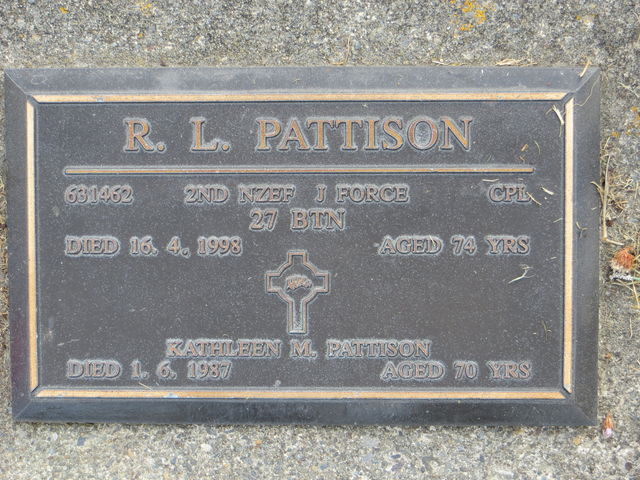 R. L. PATTISON
631462 2ND NZEF J FORCE CPL
27 BTN
DIED 16. 4. 1998 AGED 74 YRS
KATHLEEN M. PATTISON
DIED 1. 6. 1987 AGED 70 YRS